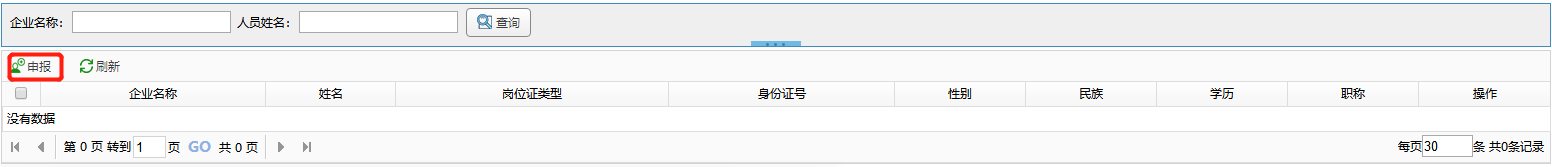 企业名称： 人员姓名： 查询
申报 刷新
企业名称 姓名 岗位证类型 身份证号 性别 民族 学历 职称 操作
没有数据
第 0 页 转到 1 页 GO 共 0 页 每页 30 条 共0条记录